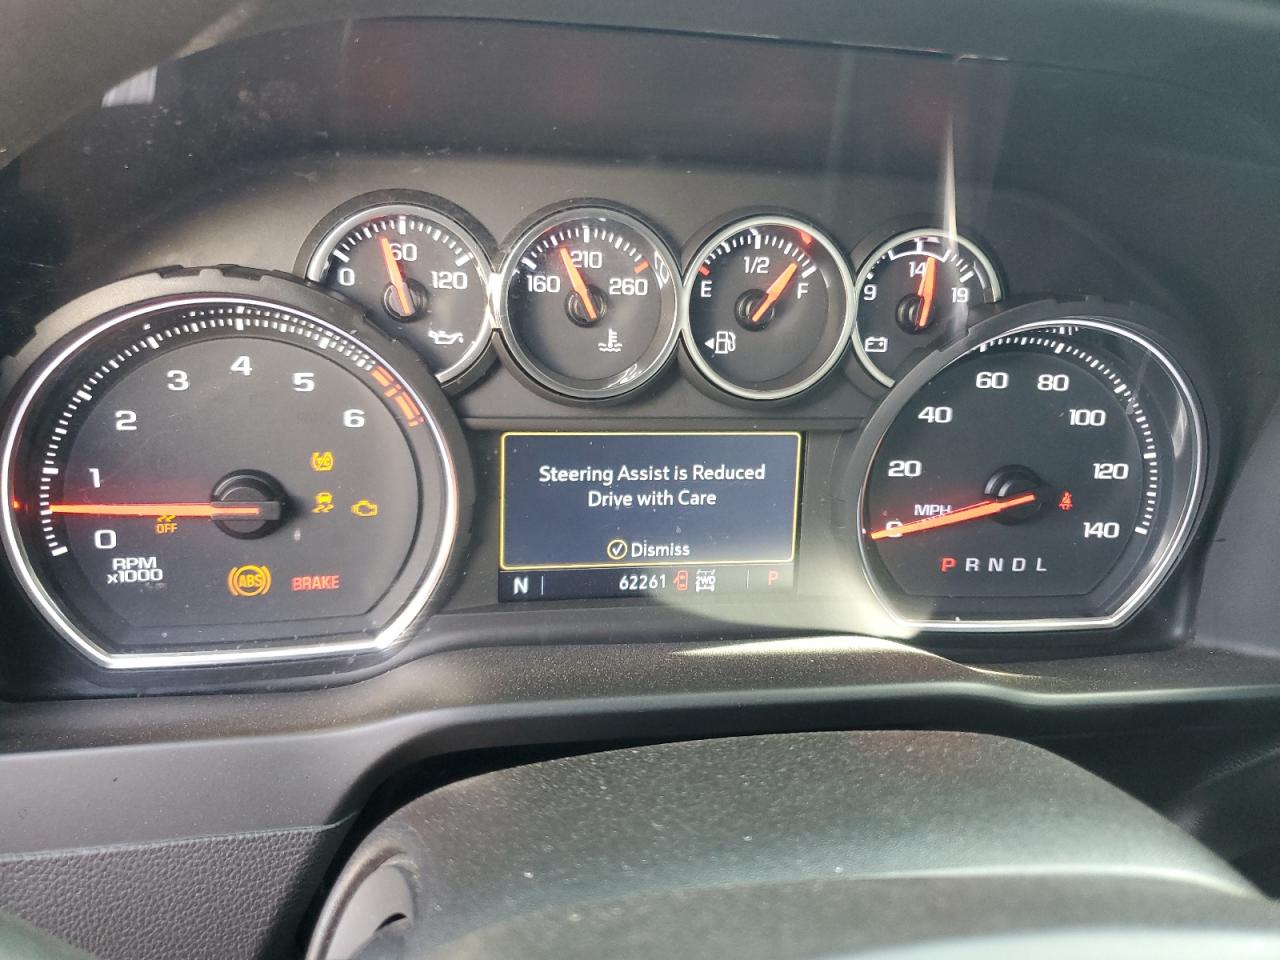 0 60 120
160 210 260
E 1/2 F
9 14 19
0 1 2 3 4 5 6
RPM
x1000
T/C
OFF
ABS
BRAKE
Steering Assist is Reduced
Drive with Care
Dismiss
N 62261 2WD P
0 20 40 60 80 100 120 140
MPH
P R N D L